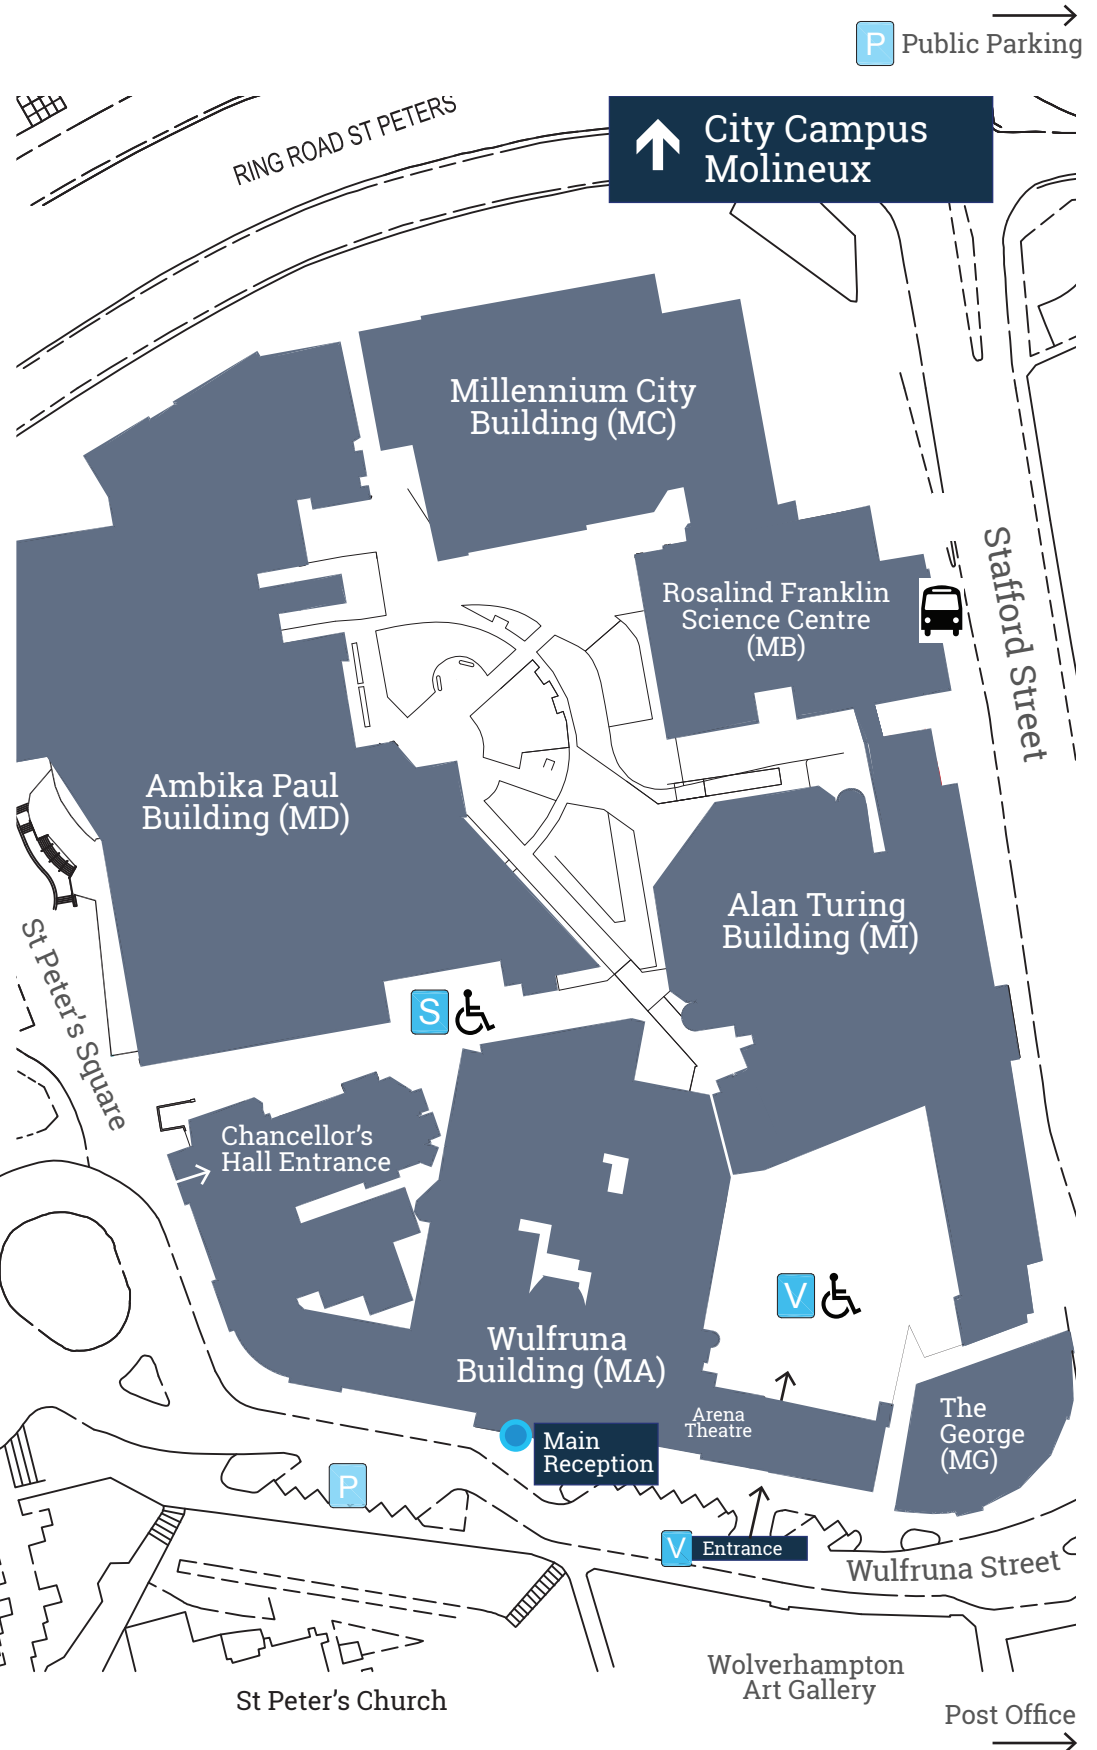 P Public Parking
RING ROAD ST PETERS
City Campus
Molineux
Millennium City
Building (MC)
Rosalind Franklin
Science Centre
(MB)
Stafford Street
Ambika Paul
Building (MD)
Alan Turing
Building (MI)
St Peter's Square
S
Chancellor's
Hall Entrance
V
Wulfruna
Building (MA)
Arena
Theatre
The
George
(MG)
Main
Reception
P
V Entrance
Wulfruna Street
Wolverhampton
Art Gallery
St Peter's Church
Post Office